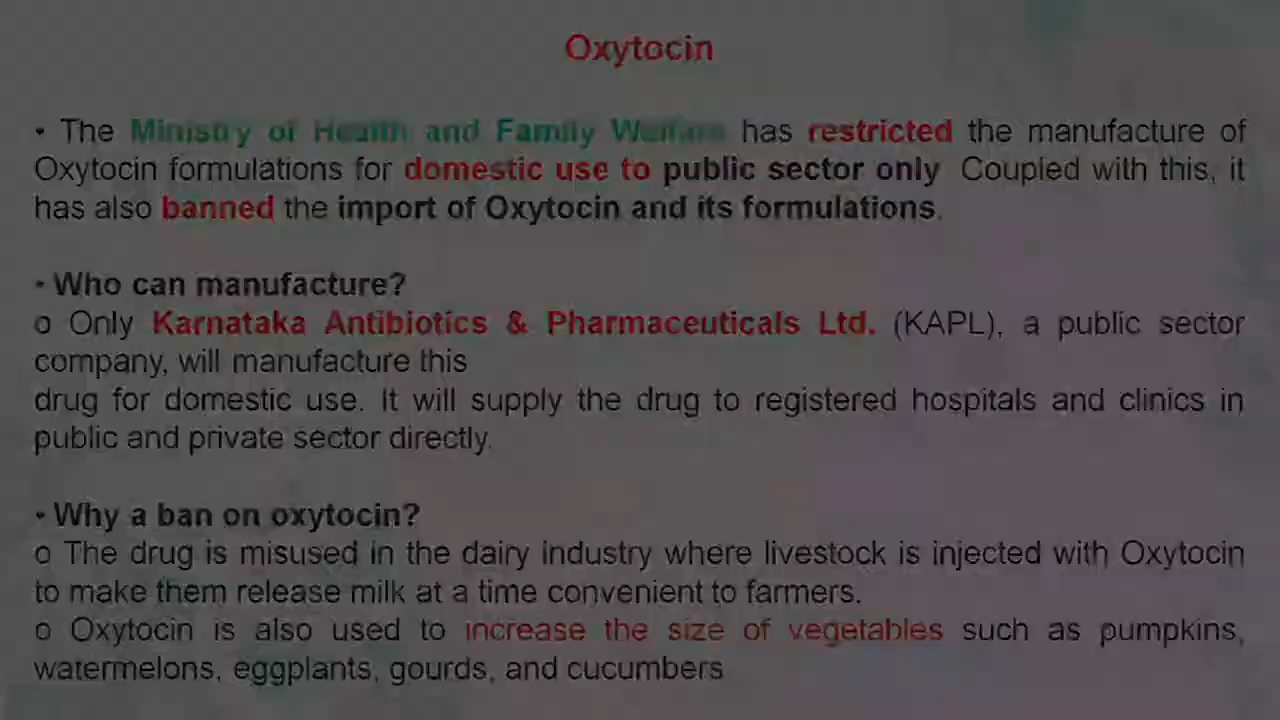 Oxytocin
• The Ministry of Health and Family Welfare has restricted the manufacture of
Oxytocin formulations for domestic use to public sector only Coupled with this, it
has also banned the import of Oxytocin and its formulations.
• Who can manufacture?
o Only Karnataka Antibiotics & Pharmaceuticals Ltd. (KAPL), a public sector
company, will manufacture this
drug for domestic use. It will supply the drug to registered hospitals and clinics in
public and private sector directly.
• Why a ban on oxytocin?
o The drug is misused in the dairy industry where livestock is injected with Oxytocin
to make them release milk at a time convenient to farmers.
o Oxytocin is also used to increase the size of vegetables such as pumpkins,
watermelons, eggplants, gourds, and cucumbers